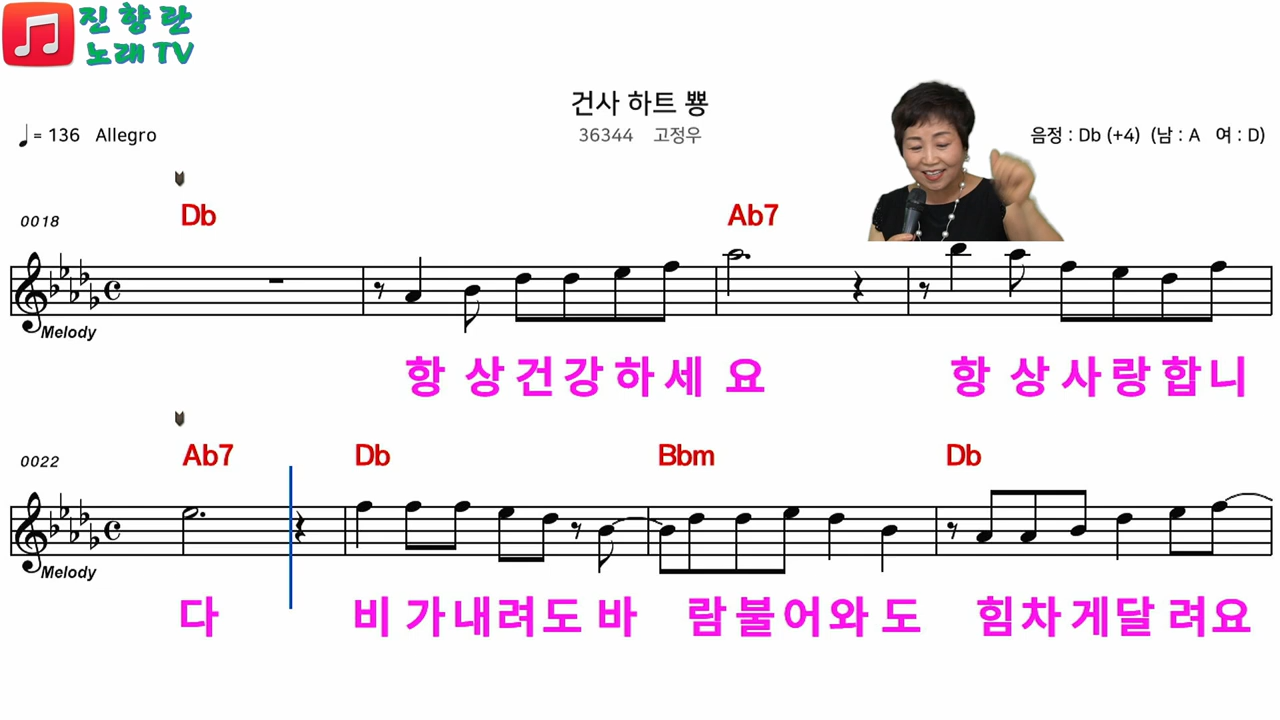 진향란
노래 TV
건사 하트 뿅
36344 고정우
♩= 136 Allegro
음정 : Db (+4) (남 : A 여 : D)
0018
Db Ab7
Melody
항 상 건 강 하 세 요 항 상 사 랑 합 니
0022
Ab7 Db Bbm Db
Melody
다 비 가 내 려 도 바 람 불 어 와 도 힘 차 게 달 려 요